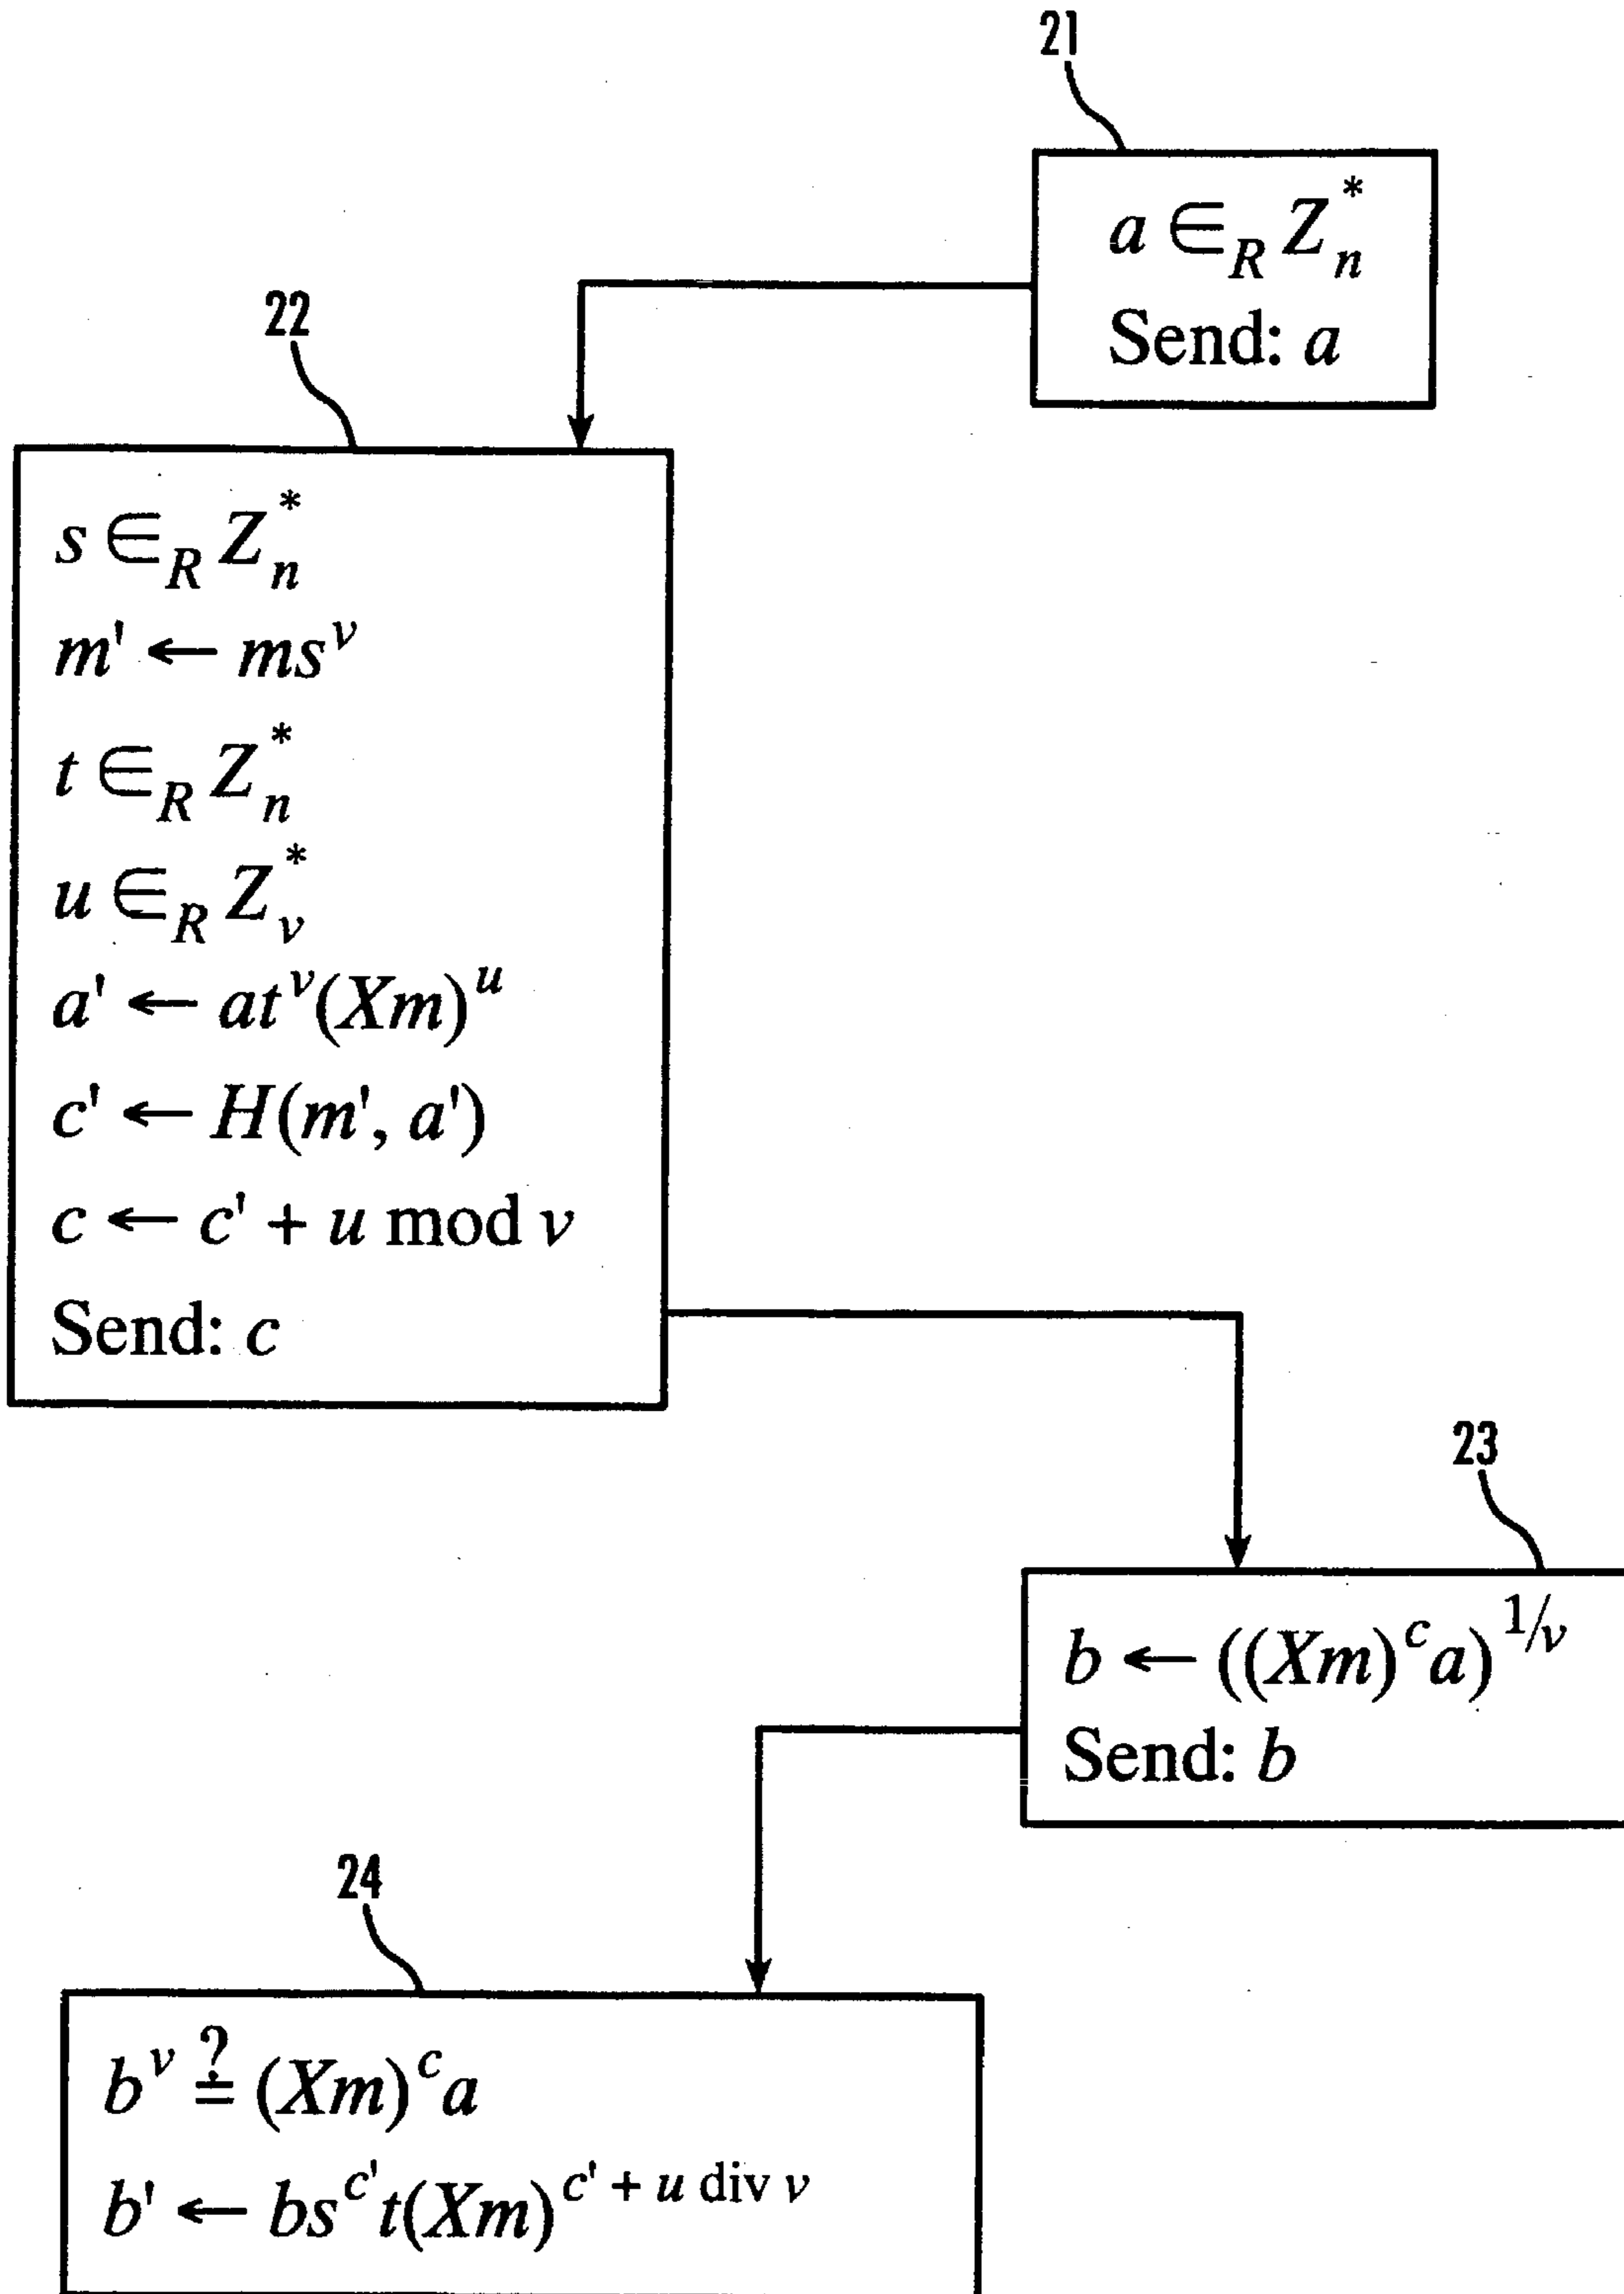 21
a ∈_R Z_n^*
Send: a
22
s ∈_R Z_n^*
m' ← ms^v
t ∈_R Z_n^*
u ∈_R Z_v^*
a' ← at^v(Xm)^u
c' ← H(m', a')
c ← c' + u mod v
Send: c
23
b ← ((Xm)^c a)^{1/v}
Send: b
24
b^v ≟ (Xm)^c a
b' ← bs^{c'} t(Xm)^{c' + u div v}